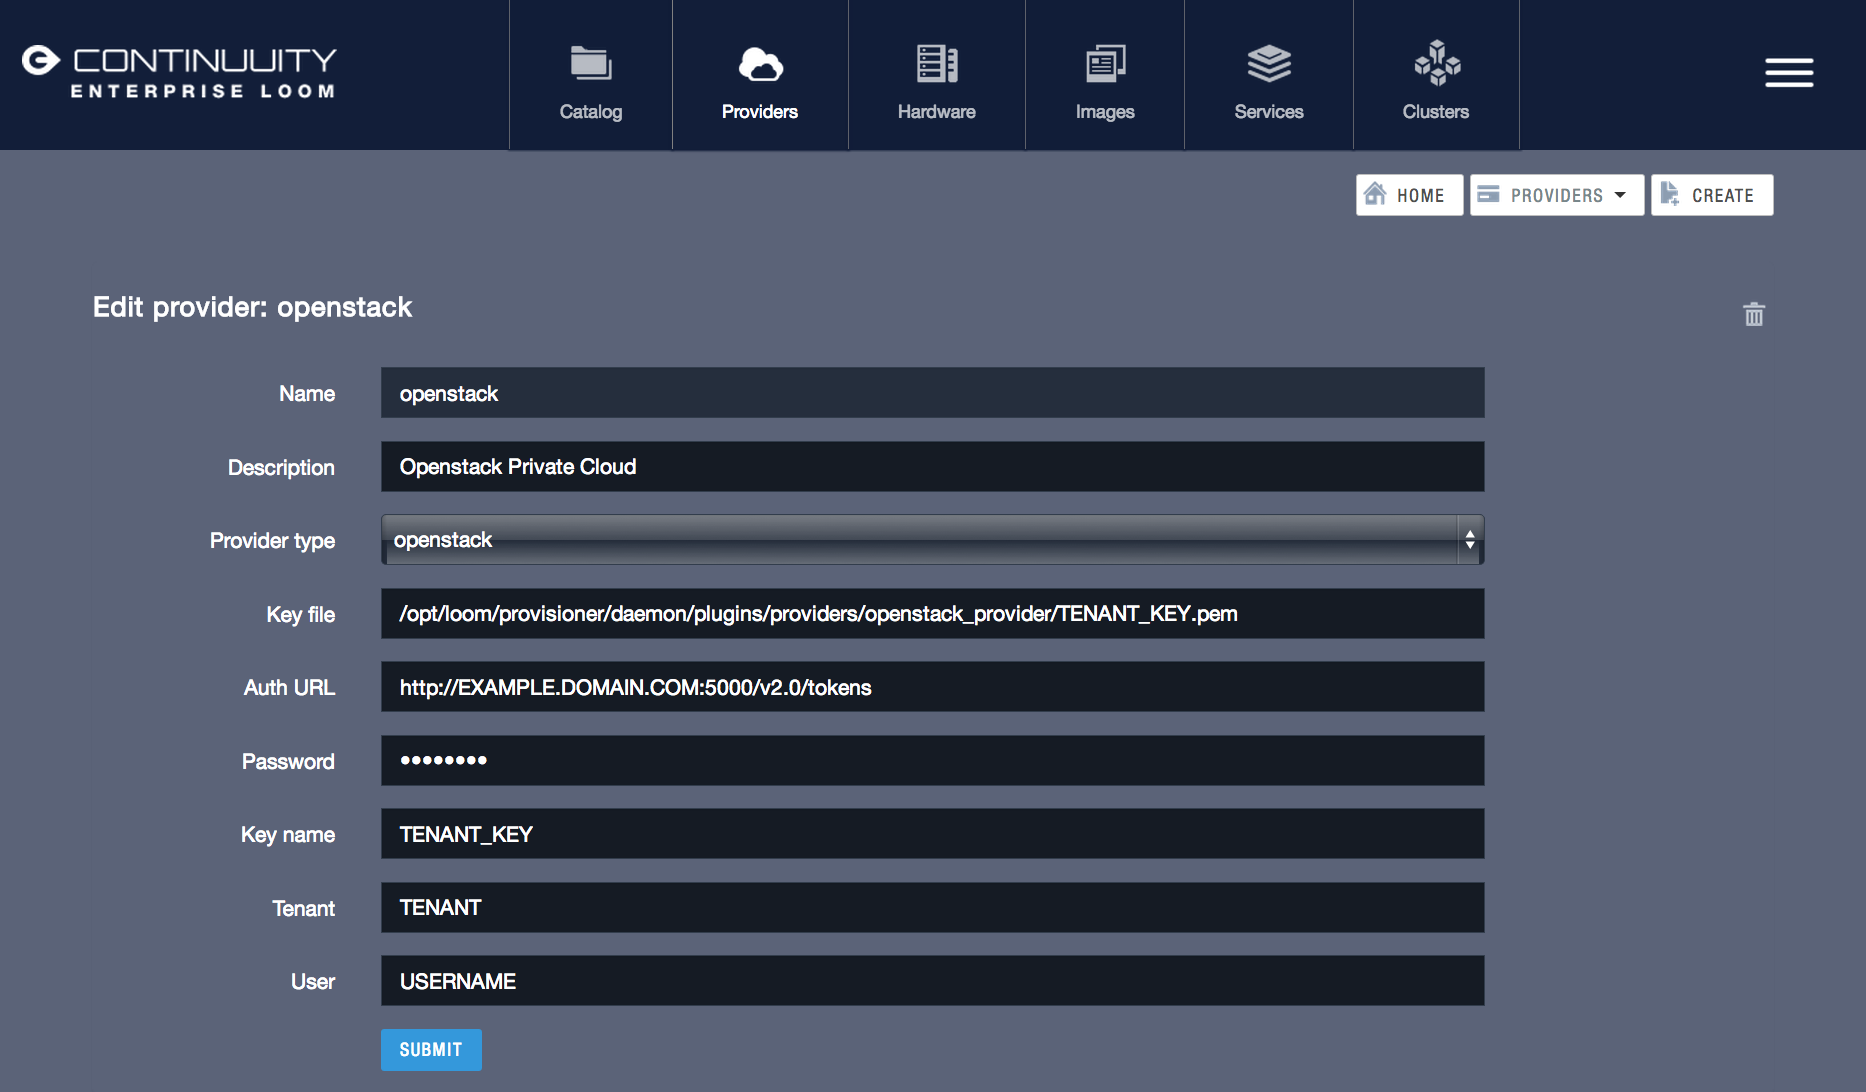 CONTINUUITY
ENTERPRISE LOOM
Catalog
Providers
Hardware
Images
Services
Clusters
HOME
PROVIDERS
CREATE
Edit provider: openstack
Name
openstack
Description
Openstack Private Cloud
Provider type
openstack
Key file
/opt/loom/provisioner/daemon/plugins/providers/openstack_provider/TENANT_KEY.pem
Auth URL
http://EXAMPLE.DOMAIN.COM:5000/v2.0/tokens
Password
••••••••
Key name
TENANT_KEY
Tenant
TENANT
User
USERNAME
SUBMIT